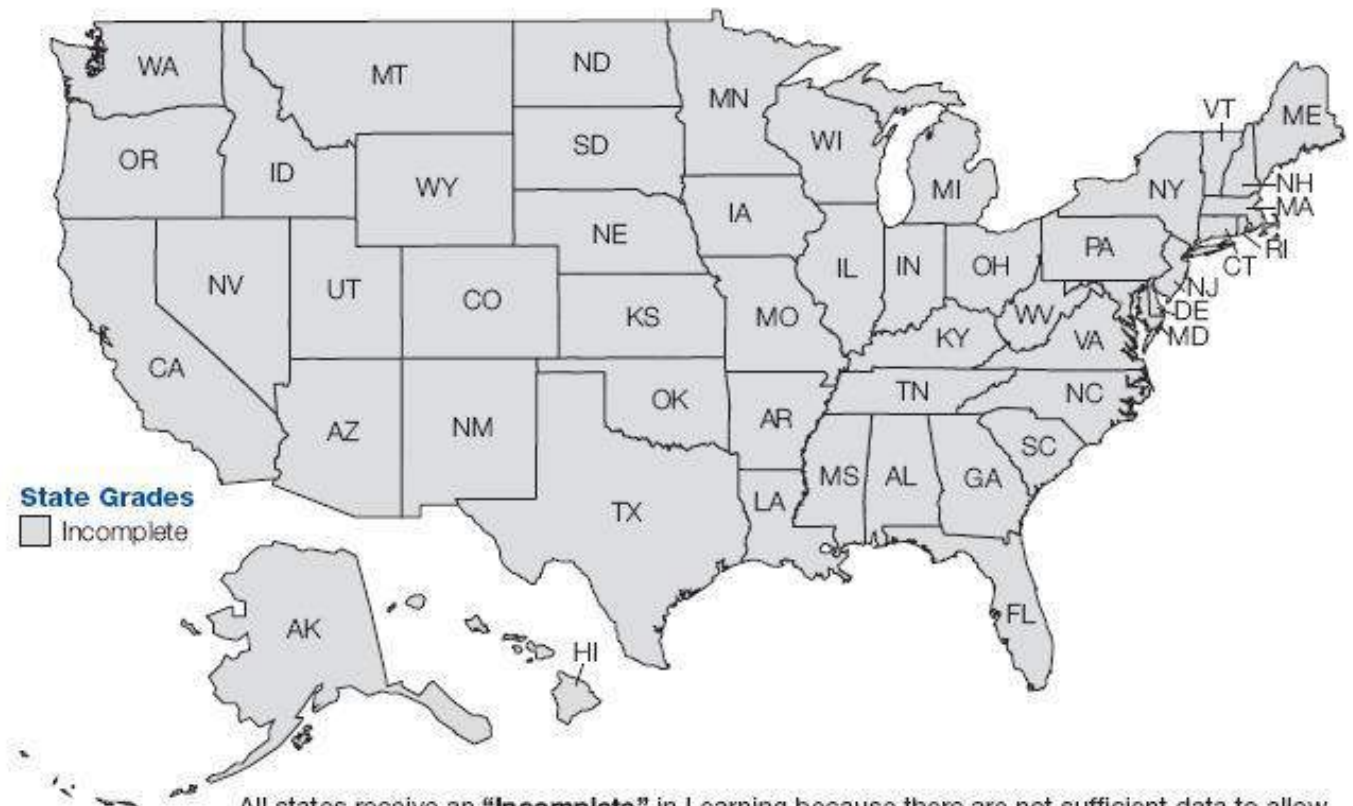 WA
MT
ND
MN
VT
ME
OR
ID
SD
WI
WY
MI
NY
NH
MA
IA
NE
PA
RI
CT
NV
UT
CO
IL
IN
OH
NJ
DE
MD
KS
MO
WV
VA
KY
CA
OK
TN
NC
AZ
NM
AR
SC
MS
AL
GA
State Grades
Incomplete
TX
LA
FL
AK
HI
All states receive an "Incomplete" in Learning because there are not sufficient data to allow